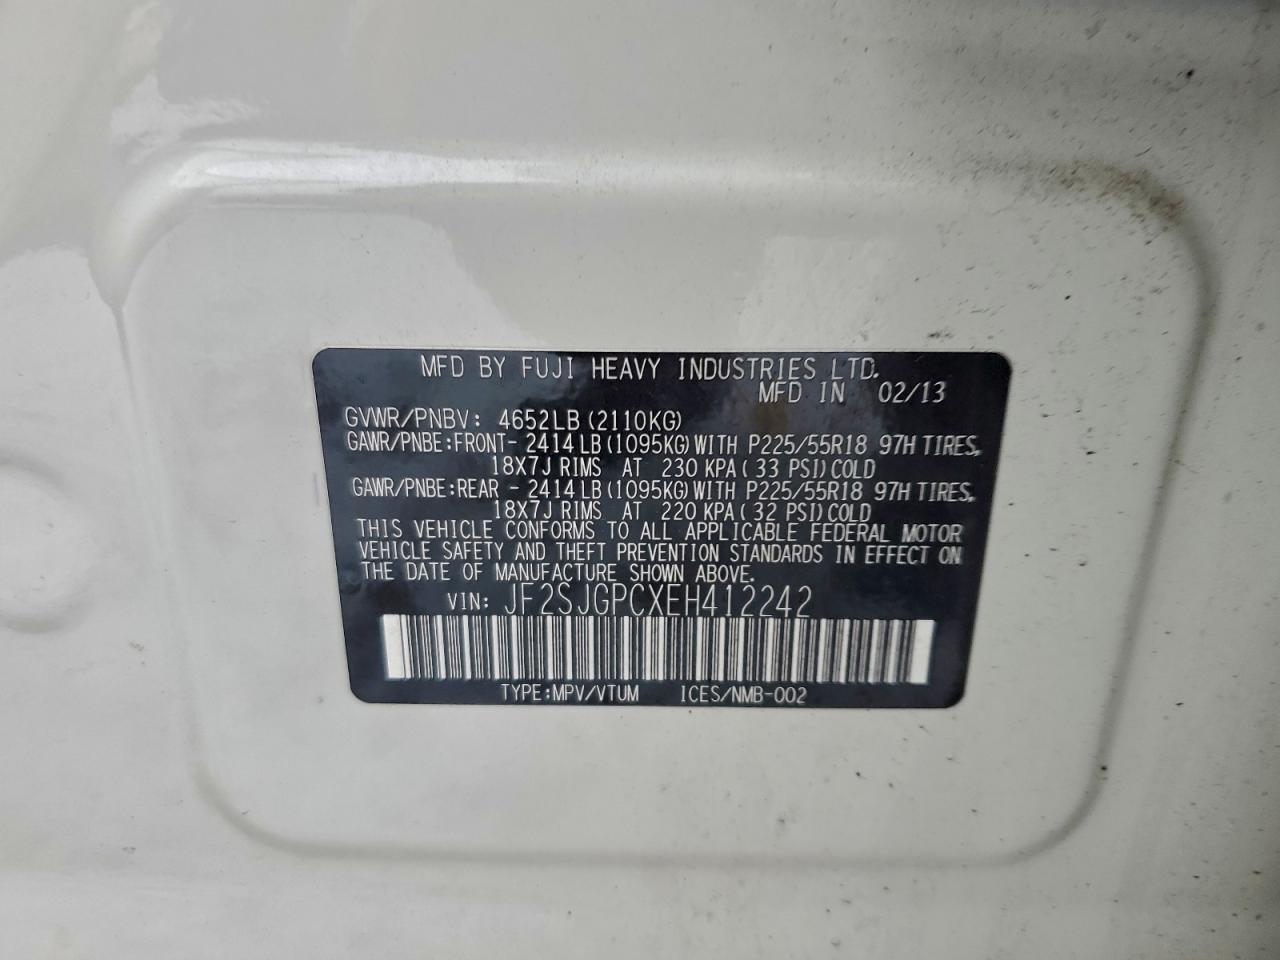 MFD BY FUJI HEAVY INDUSTRIES LTD.
MFD IN 02/13
GVWR/PNBV: 4652LB (2110KG)
GAWR/PNBE:FRONT- 2414LB (1095KG) WITH P225/55R18 97H TIRES,
18X7J RIMS AT 230 KPA (33 PSI) COLD
GAWR/PNBE:REAR - 2414LB (1095KG) WITH P225/55R18 97H TIRES,
18X7J RIMS AT 220 KPA (32 PSI) COLD
THIS VEHICLE CONFORMS TO ALL APPLICABLE FEDERAL MOTOR
VEHICLE SAFETY AND THEFT PREVENTION STANDARDS IN EFFECT ON
THE DATE OF MANUFACTURE SHOWN ABOVE.
VIN: JF2SJGPCXEH412242
TYPE:MPV/VTUM ICES/NMB-002